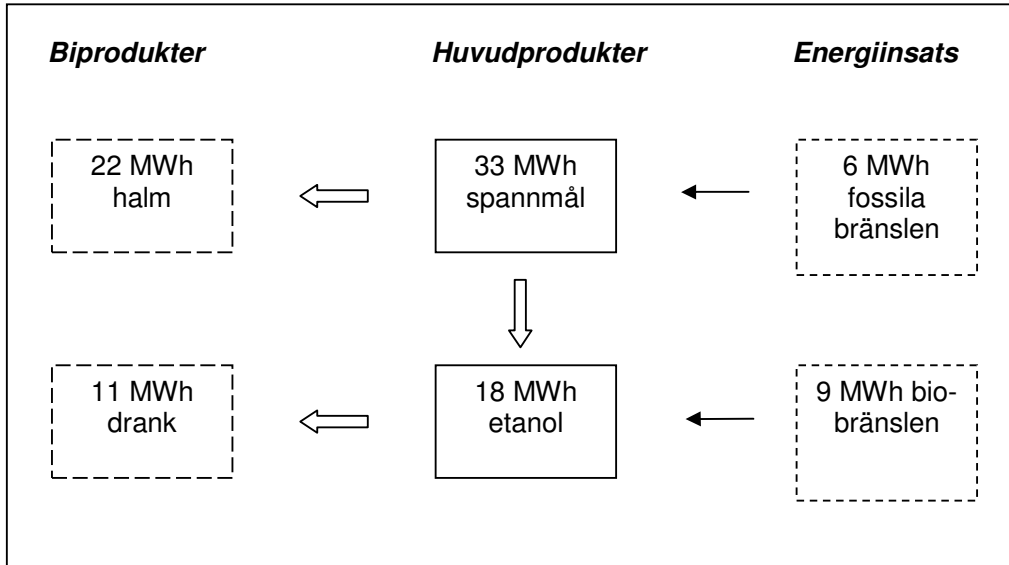 Biprodukter
Huvudprodukter
Energiinsats
22 MWh
halm
33 MWh
spannmål
6 MWh
fossila
bränslen
11 MWh
drank
18 MWh
etanol
9 MWh bio-
bränslen